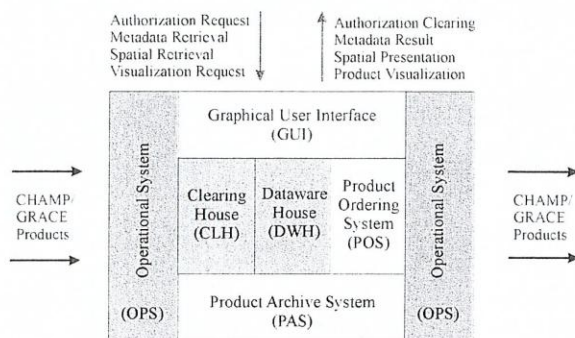 Authorization Request
Metadata Retrieval
Spatial Retrieval
Visualization Request
Authorization Clearing
Metadata Result
Spatial Presentation
Product Visualization
Graphical User Interface
(GUI)
CHAMP/
GRACE
Products
Operational System
(OPS)
Clearing
House
(CLH)
Dataware
House
(DWH)
Product
Ordering
System
(POS)
Product Archive System
(PAS)
Operational System
(OPS)
CHAMP/
GRACE
Products